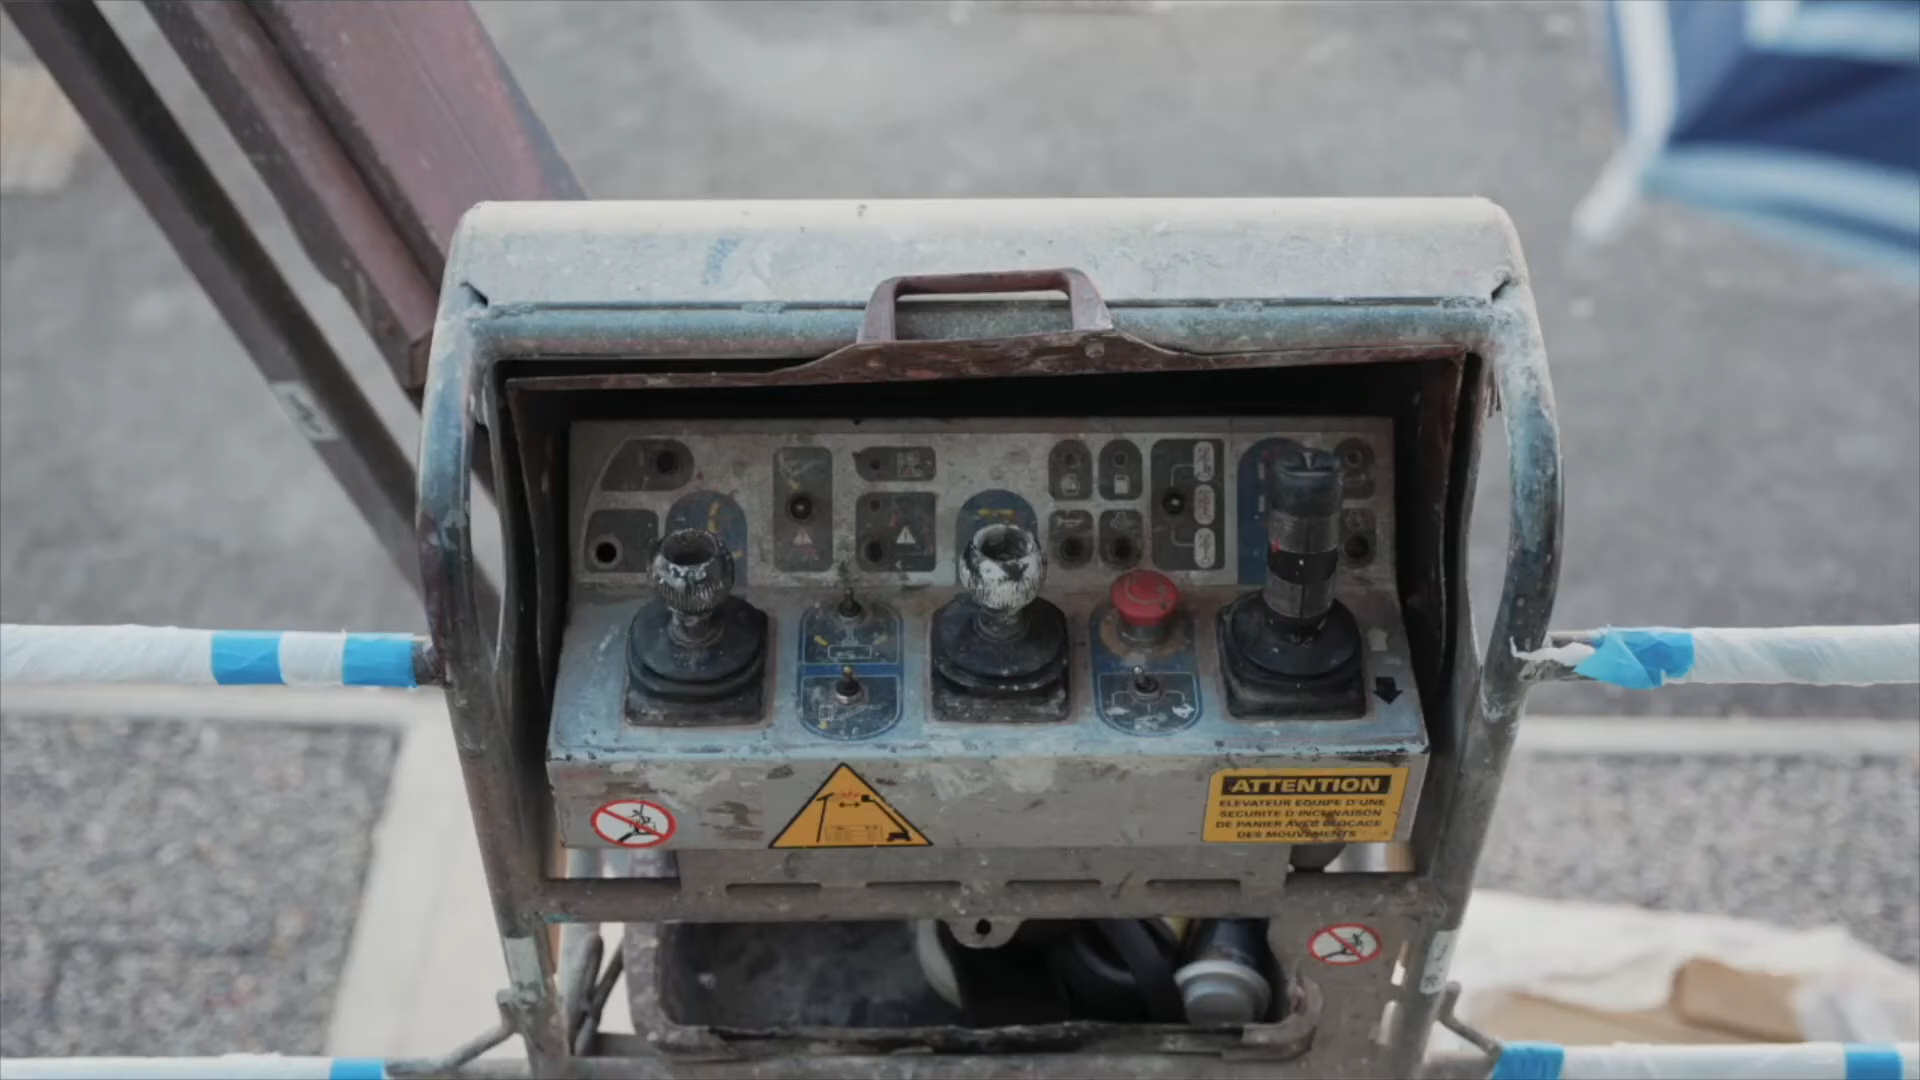 ATTENTION
ELEVATEUR EQUIPE D'UNE
SECURITE D'INCLINAISON
DE PANIER AVEC BLOCAGE
DES MOUVEMENTS